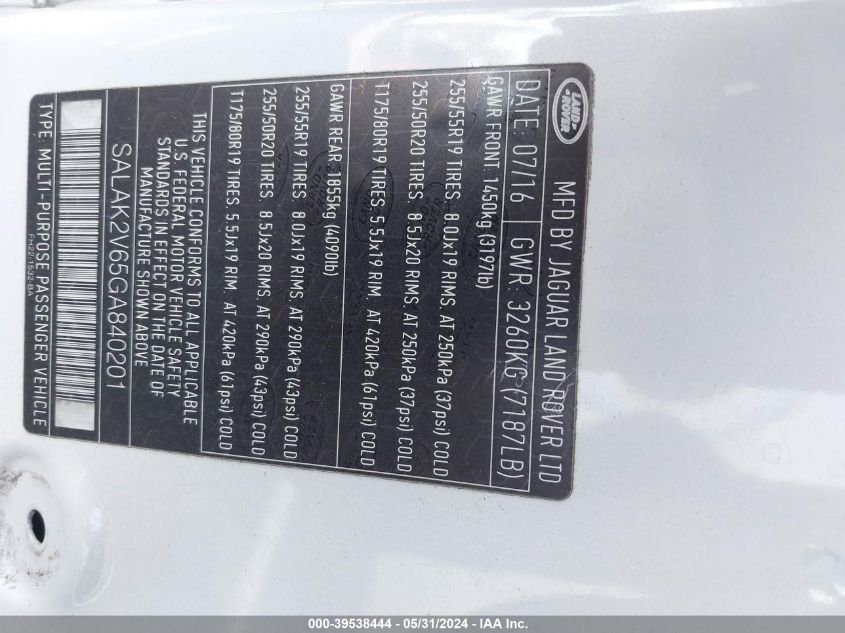 LAND
ROVER
MFD BY JAGUAR LAND ROVER LTD
DATE: 07/16 GWR: 3260KG (7187LB)
GAWR FRONT: 1450kg (3197lb)
255/55R19 TIRES. 8.0Jx19 RIMS. AT 250kPa (37psi) COLD
255/50R20 TIRES. 8.5Jx20 RIMS. AT 250kPa (37psi) COLD
T175/80R19 TIRES. 5.5Jx19 RIM. AT 420kPa (61psi) COLD
GAWR REAR: 1855kg (4090lb)
255/55R19 TIRES. 8.0Jx19 RIMS. AT 290kPa (43psi) COLD
255/50R20 TIRES. 8.5Jx20 RIMS. AT 290kPa (43psi) COLD
T175/80R19 TIRES. 5.5Jx19 RIM. AT 420kPa (61psi) COLD
THIS VEHICLE CONFORMS TO ALL APPLICABLE
U.S. FEDERAL MOTOR VEHICLE SAFETY
STANDARDS IN EFFECT ON THE DATE OF
MANUFACTURE SHOWN ABOVE
SALAK2V65GA840201
TYPE: MULTI-PURPOSE PASSENGER VEHICLE
FH22-1532-BA
000-39538444 - 05/31/2024 - IAA Inc.